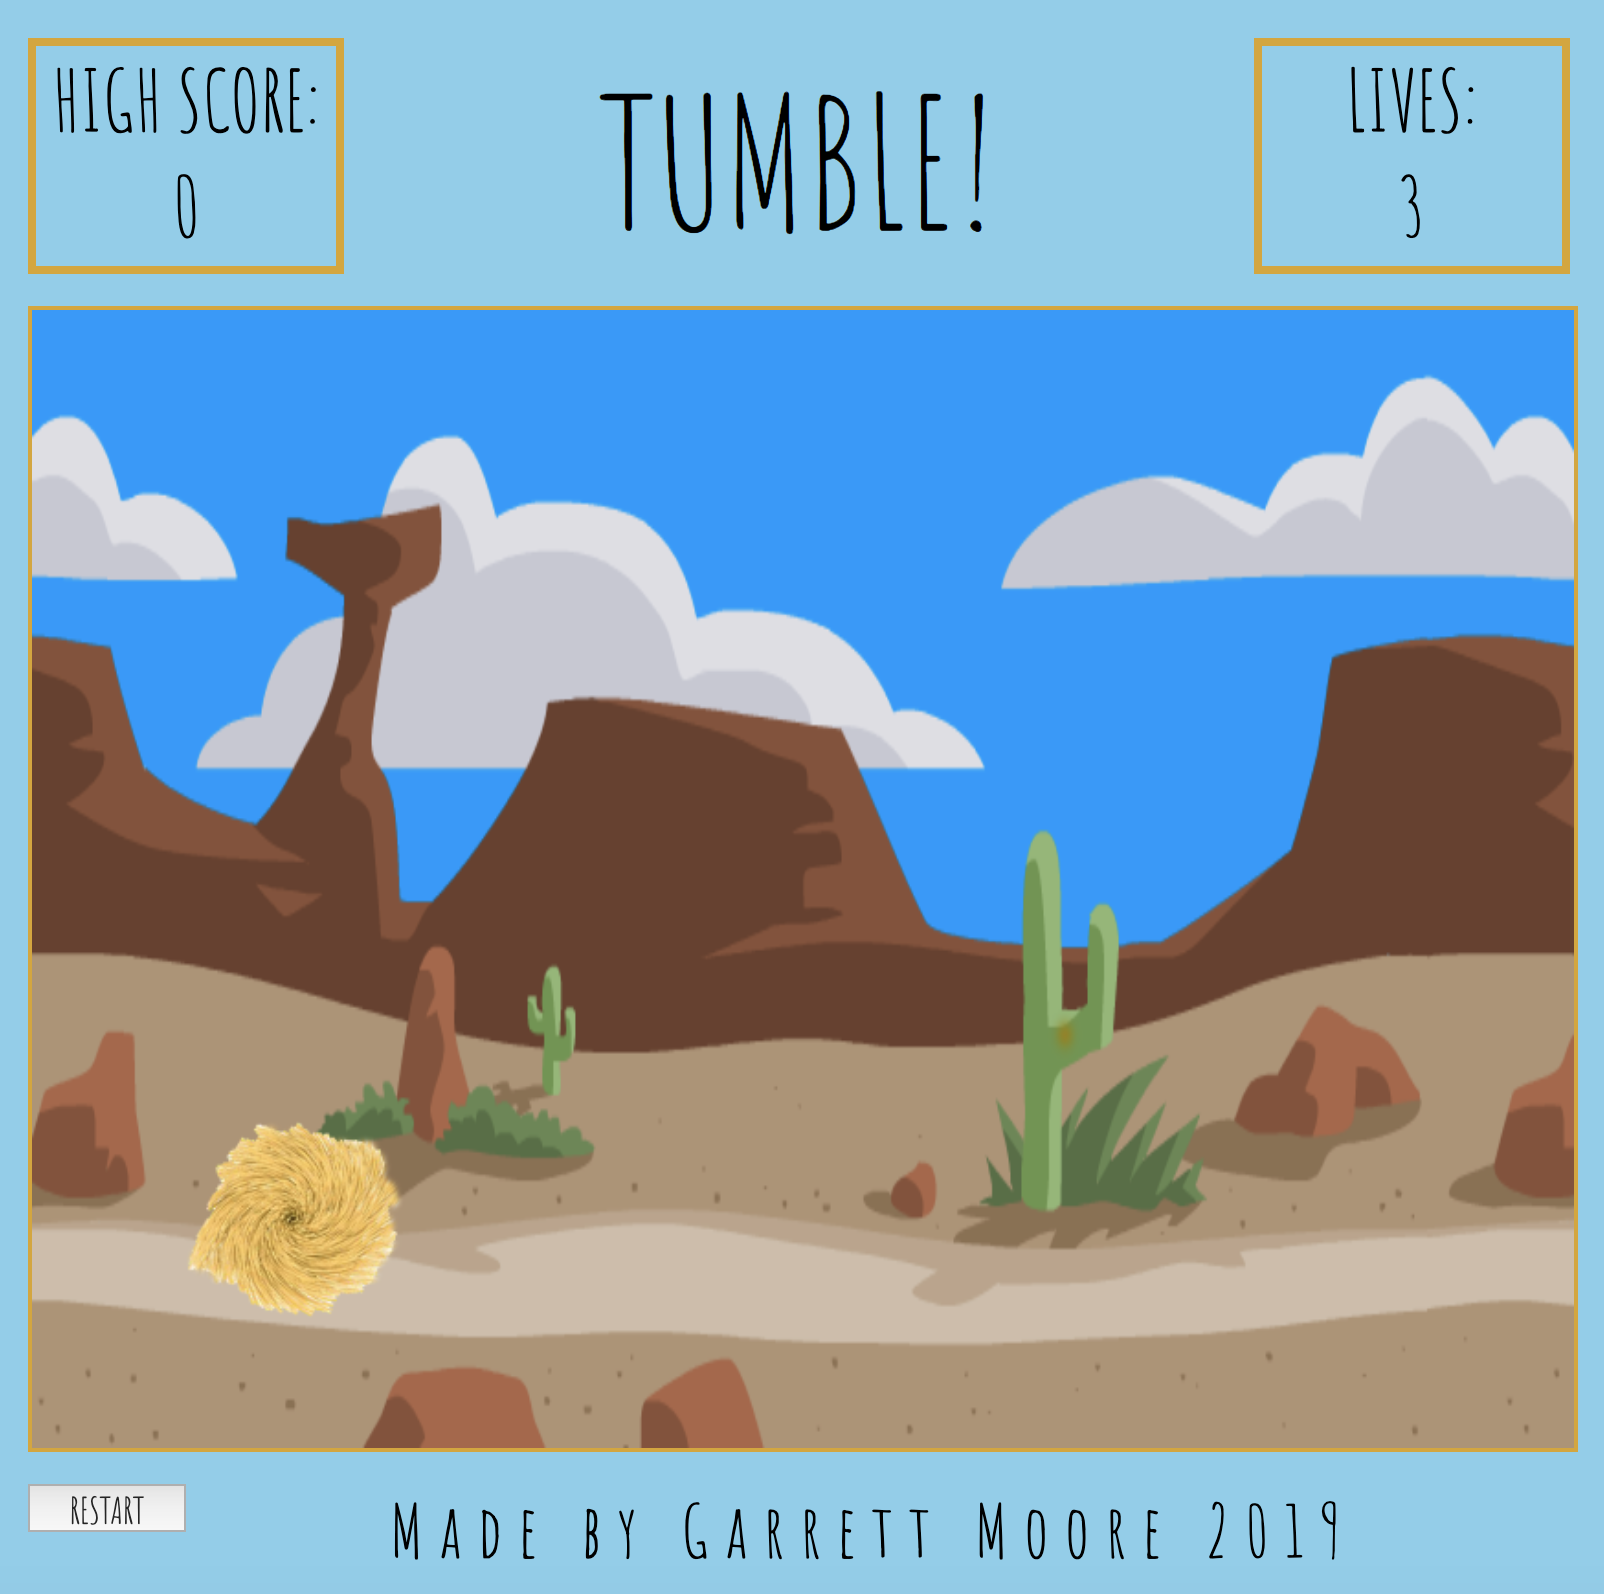 HIGH SCORE:
0
TUMBLE!
LIVES:
3
RESTART
MADE BY GARRETT MOORE 2019